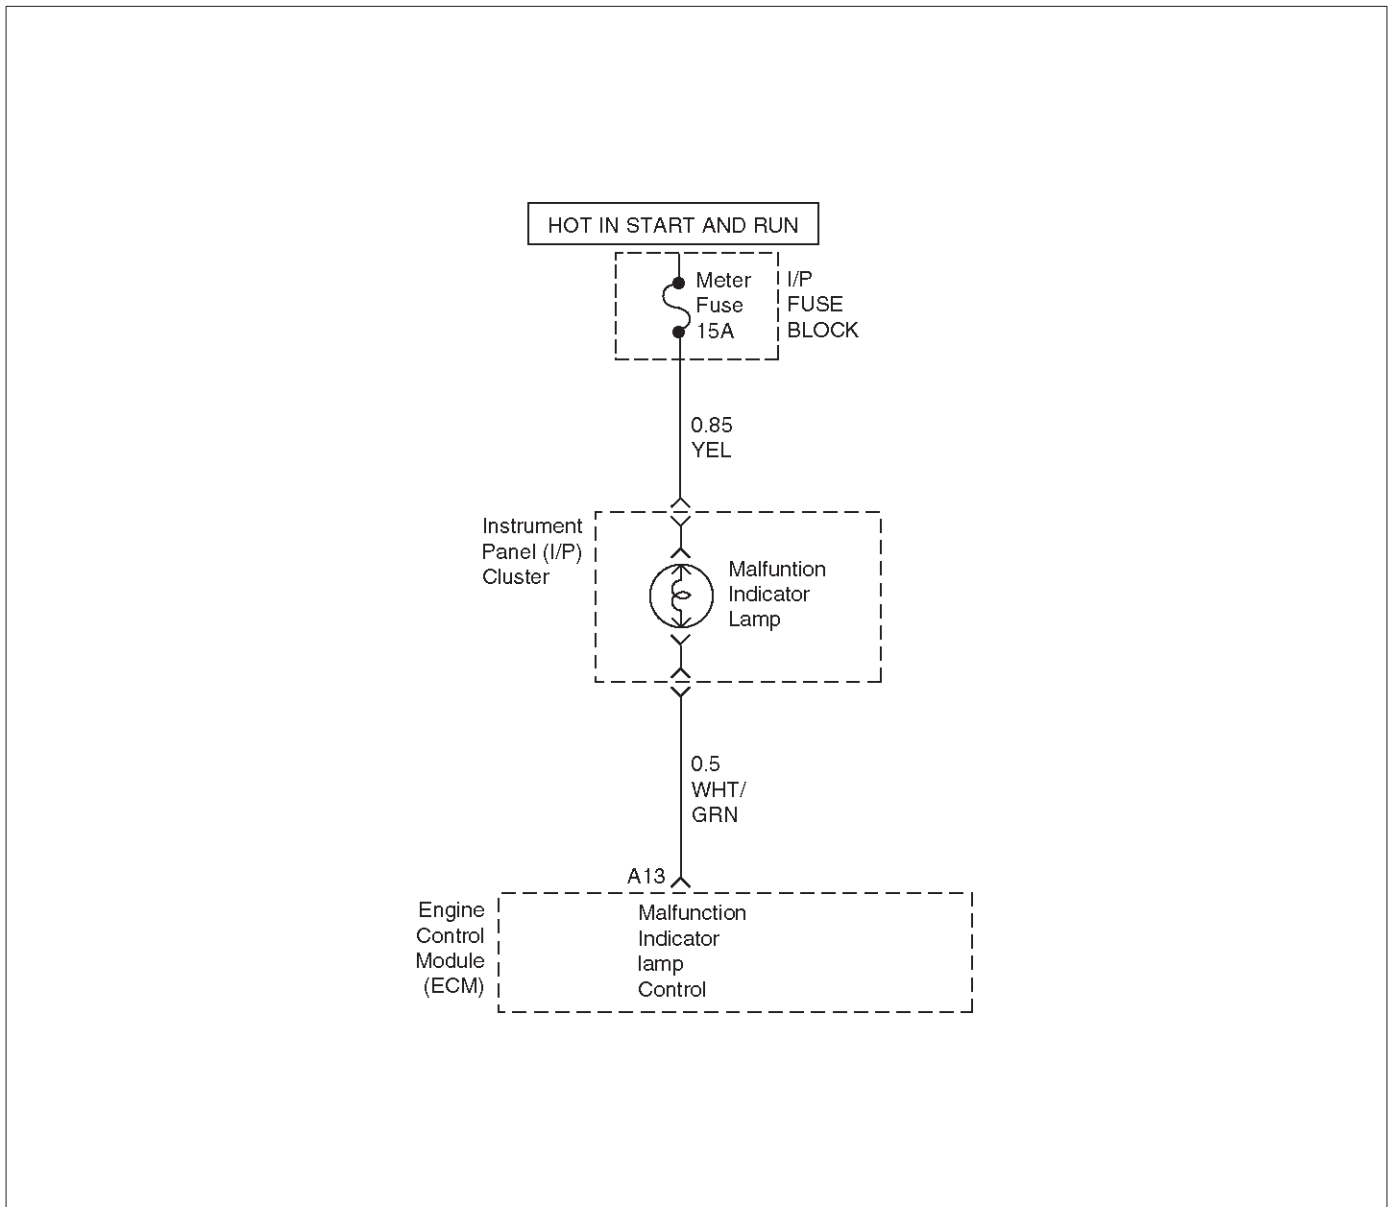 HOT IN START AND RUN
Meter
Fuse
15A
I/P
FUSE
BLOCK
0.85
YEL
Instrument
Panel (I/P)
Cluster
Malfuntion
Indicator
Lamp
0.5
WHT/
GRN
A13
Engine
Control
Module
(ECM)
Malfunction
Indicator
lamp
Control